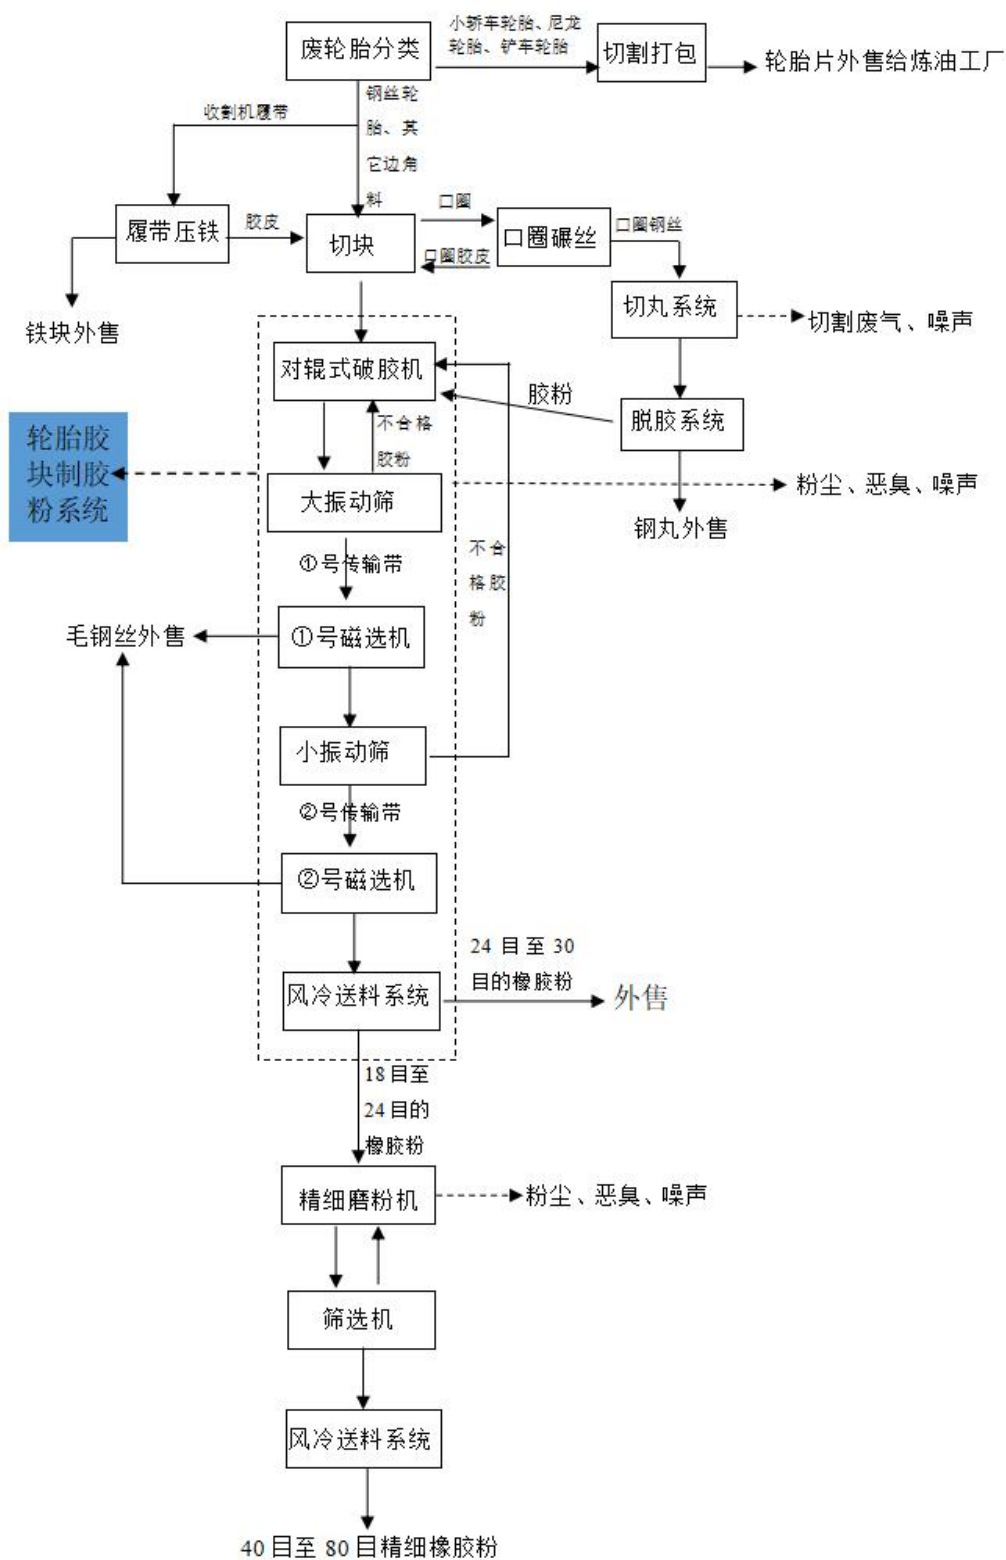 小轿车轮胎、尼龙
轮胎、铲车轮胎
废轮胎分类
切割打包
轮胎片外售给炼油工厂
收割机履带
钢丝轮
胎、其
它边角
料
履带压铁
胶皮
切块
口圈
口圈胶皮
口圈碾丝
口圈钢丝
铁块外售
切丸系统
切割废气、噪声
对辊式破胶机
胶粉
脱胶系统
不合格
胶粉
轮胎胶
块制胶
粉系统
大振动筛
粉尘、恶臭、噪声
钢丸外售
①号传输带
不合
格胶
粉
毛钢丝外售
①号磁选机
小振动筛
②号传输带
②号磁选机
24 目至 30
目的橡胶粉
风冷送料系统
外售
18 目至
24 目的
橡胶粉
精细磨粉机
粉尘、恶臭、噪声
筛选机
风冷送料系统
40 目至 80 目精细橡胶粉